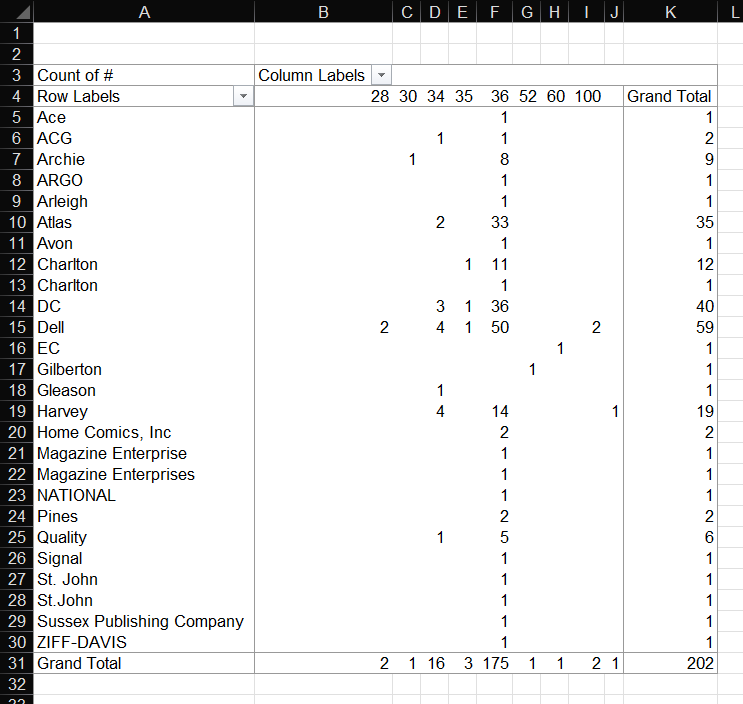 A B C D E F G H I J K L
1
2
3 Count of # Column Labels
4 Row Labels 28 30 34 35 36 52 60 100 Grand Total
5 Ace 1 1
6 ACG 1 1 2
7 Archie 1 8 9
8 ARGO 1 1
9 Arleigh 1 1
10 Atlas 2 33 35
11 Avon 1 1
12 Charlton 1 11 12
13 Charlton 1 1
14 DC 3 1 36 40
15 Dell 2 4 1 50 2 59
16 EC 1 1
17 Gilberton 1 1
18 Gleason 1 1
19 Harvey 4 14 1 19
20 Home Comics, Inc 2 2
21 Magazine Enterprise 1 1
22 Magazine Enterprises 1 1
23 NATIONAL 1 1
24 Pines 2 2
25 Quality 1 5 6
26 Signal 1 1
27 St. John 1 1
28 St.John 1 1
29 Sussex Publishing Company 1 1
30 ZIFF-DAVIS 1 1
31 Grand Total 2 1 16 3 175 1 1 2 1 202
32
33